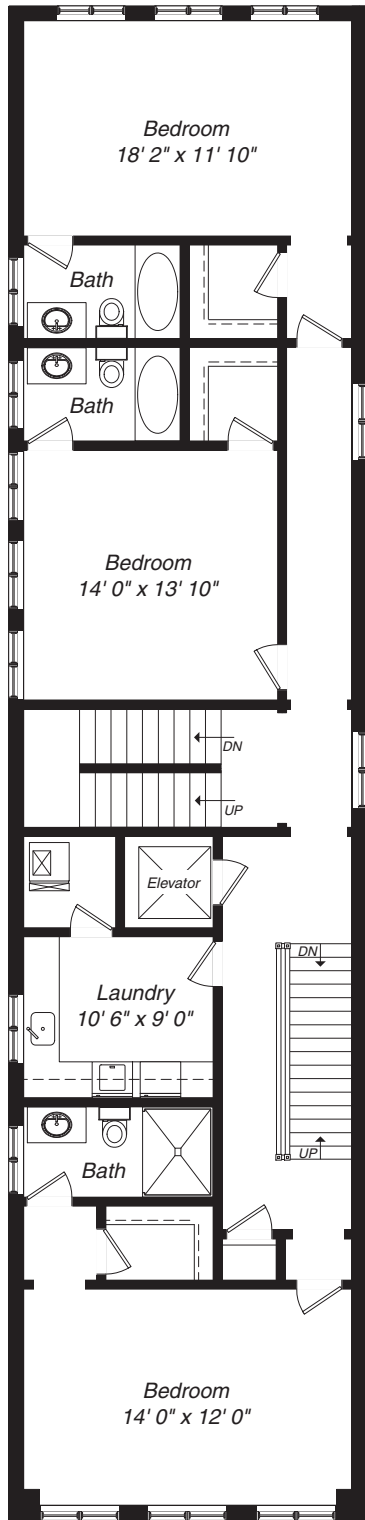 Bedroom
18' 2" x 11' 10"
Bath
Bath
Bedroom
14' 0" x 13' 10"
DN
UP
Elevator
DN
Laundry
10' 6" x 9' 0"
UP
Bath
Bedroom
14' 0" x 12' 0"